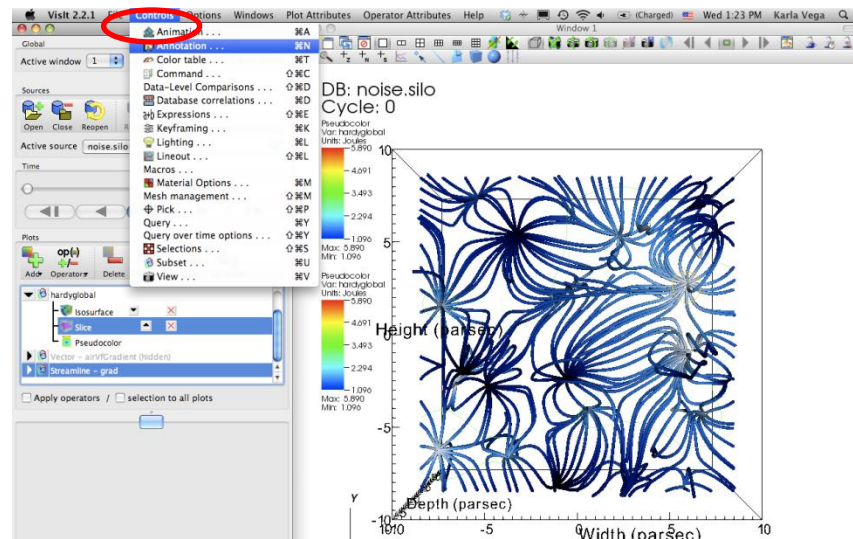 VisIt 2.2.1 File Controls Options Windows Plot Attributes Operator Attributes Help (Charged) Wed 1:23 PM Karla Vega
Global
Active window 1
Sources
Open Close Reopen
Active source noise.silo
Time
Plots
op(-)
+/-
Add Operators Delete
hardyglobal
Isosurface
Slice
Pseudocolor
Vector - airVfGradient (hidden)
Streamline - grad
Apply operators / selection to all plots
Animation . . . ⌘A
Annotation . . . ⌘N
Color table . . . ⌘T
Command . . . ⇧⌘C
Data-Level Comparisons . . . ⇧⌘D
Database correlations . . . ⌘D
Expressions . . . ⇧⌘E
Keyframing . . . ⌘K
Lighting . . . ⌘L
Lineout . . . ⇧⌘L
Macros . . .
Material Options . . . ⌘M
Mesh management . . . ⇧⌘M
Pick . . . ⇧⌘P
Query . . . ⌘Y
Query over time options . . . ⇧⌘Y
Selections . . . ⇧⌘S
Subset . . . ⌘U
View . . . ⌘V
Window 1
DB: noise.silo
Cycle: 0
Pseudocolor
Var: hardyglobal
Units: Joules
5.890
4.691
3.493
2.294
1.096
Max: 5.890
Min: 1.096
Pseudocolor
Var: hardyglobal
Units: Joules
5.890
4.691
3.493
2.294
1.096
Max: 5.890
Min: 1.096
10
5
Height (parsec)
-5
-10
Y
Depth (parsec)
-10
-5
0
5
10
Width (parsec)